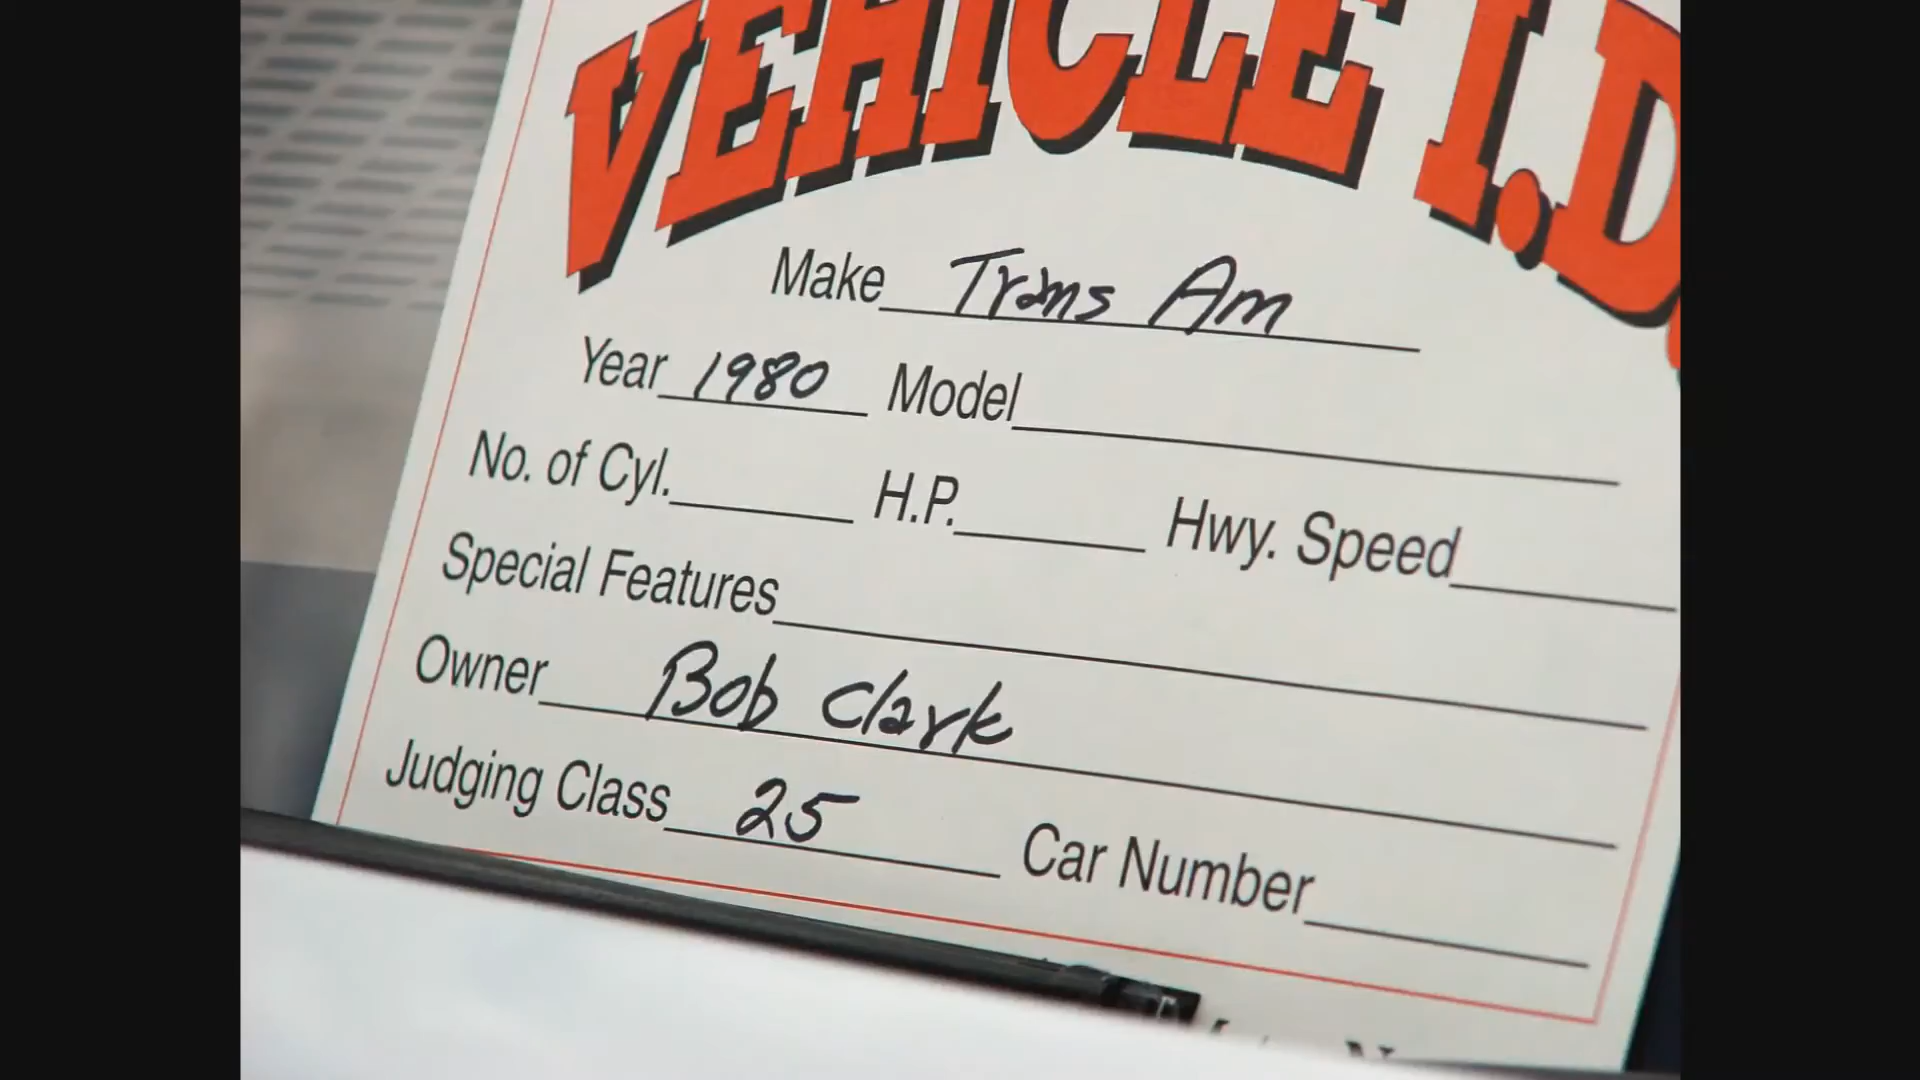 VEHICLE I.D.
Make Trans Am
Year 1980 Model
No. of Cyl. H.P. Hwy. Speed
Special Features
Owner Bob Clark
Judging Class 25 Car Number